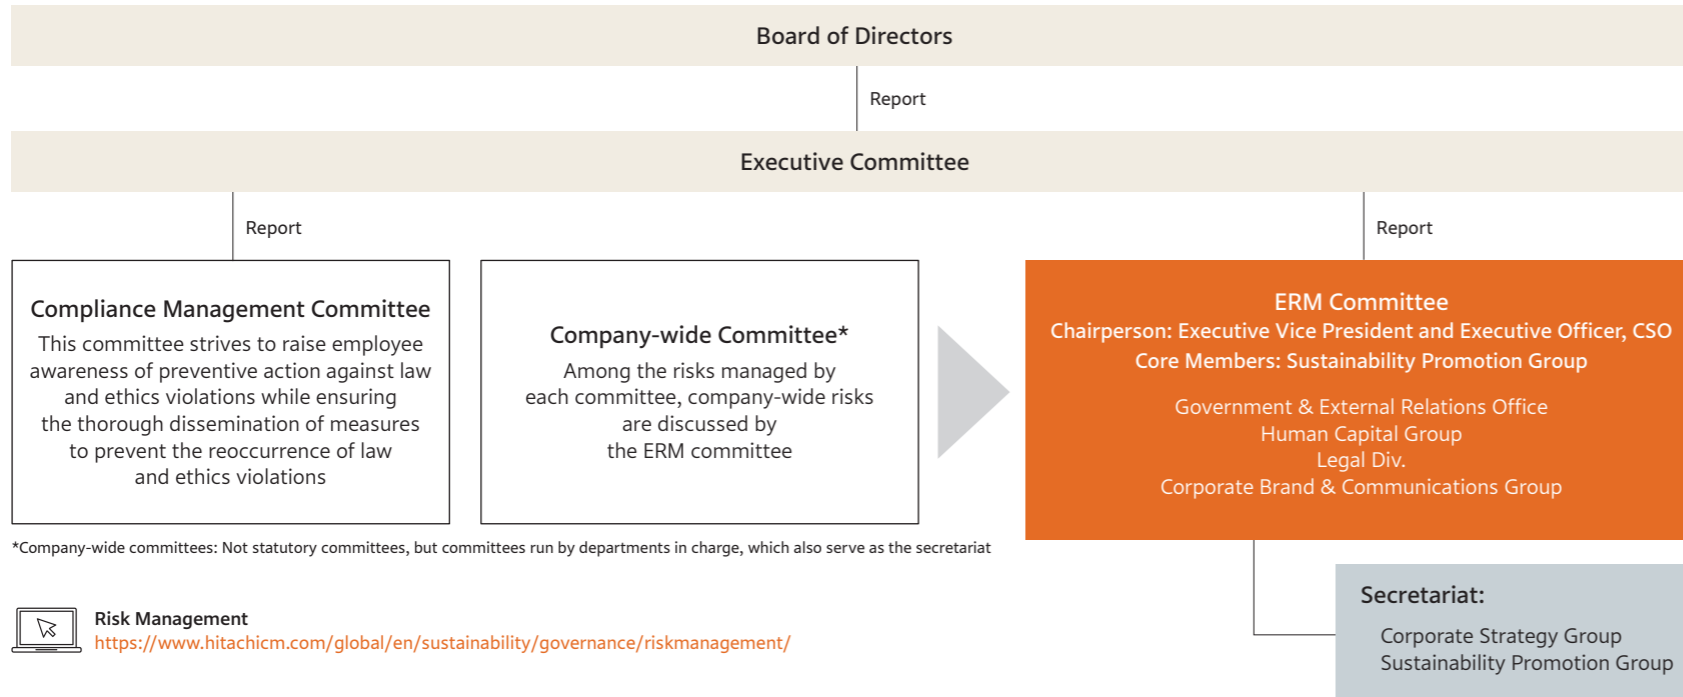 Board of Directors
Report
Executive Committee
Report
Report
Compliance Management Committee
This committee strives to raise employee
awareness of preventive action against law
and ethics violations while ensuring
the thorough dissemination of measures
to prevent the reoccurrence of law
and ethics violations
Company-wide Committee*
Among the risks managed by
each committee, company-wide risks
are discussed by
the ERM committee
ERM Committee
Chairperson: Executive Vice President and Executive Officer, CSO
Core Members: Sustainability Promotion Group
Government & External Relations Office
Human Capital Group
Legal Div.
Corporate Brand & Communications Group
*Company-wide committees: Not statutory committees, but committees run by departments in charge, which also serve as the secretariat
Risk Management
https://www.hitachicm.com/global/en/sustainability/governance/riskmanagement/
Secretariat:
Corporate Strategy Group
Sustainability Promotion Group